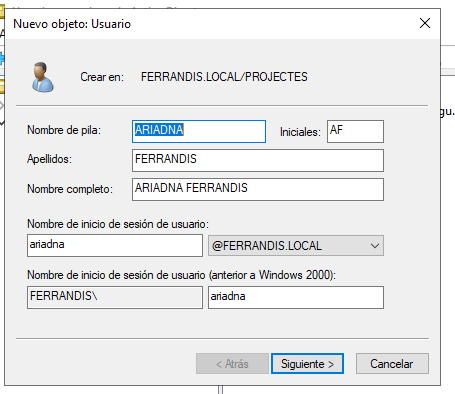 Nuevo objeto: Usuario
Crear en: FERRANDIS.LOCAL/PROJECTES
Nombre de pila: ARIADNA Iniciales: AF
Apellidos: FERRANDIS
Nombre completo: ARIADNA FERRANDIS
Nombre de inicio de sesión de usuario:
ariadna @FERRANDIS.LOCAL
Nombre de inicio de sesión de usuario (anterior a Windows 2000):
FERRANDIS\ ariadna
< Atrás Siguiente > Cancelar